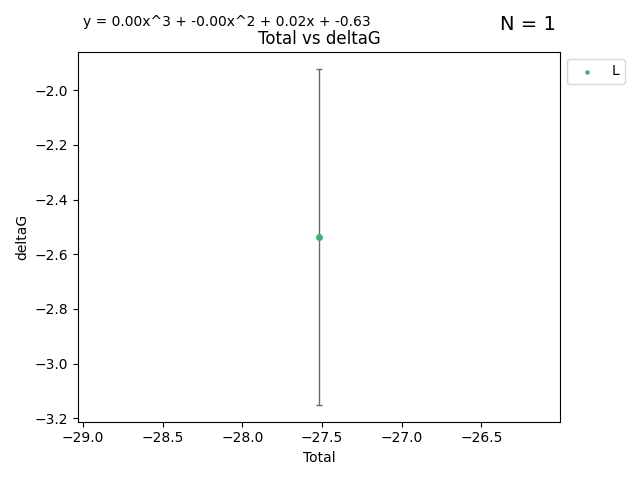 y = 0.00x^3 + -0.00x^2 + 0.02x + -0.63
N = 1
Total vs deltaG
L
−2.0
−2.2
−2.4
−2.6
−2.8
−3.0
−3.2
deltaG
−29.0
−28.5
−28.0
−27.5
−27.0
−26.5
Total